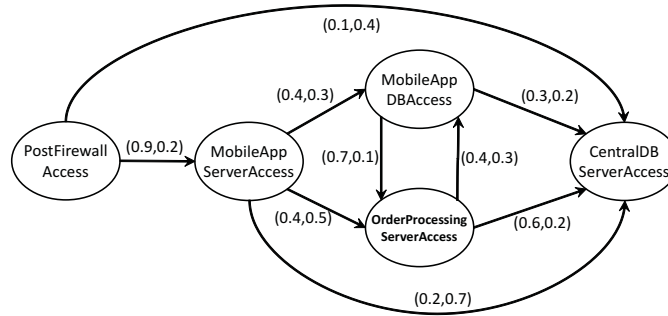 (0.1,0.4)
MobileApp
DBAccess
(0.4,0.3)
(0.3,0.2)
PostFirewall
Access
(0.9,0.2)
MobileApp
ServerAccess
(0.7,0.1)
(0.4,0.3)
CentralDB
ServerAccess
(0.4,0.5)
OrderProcessing
ServerAccess
(0.6,0.2)
(0.2,0.7)